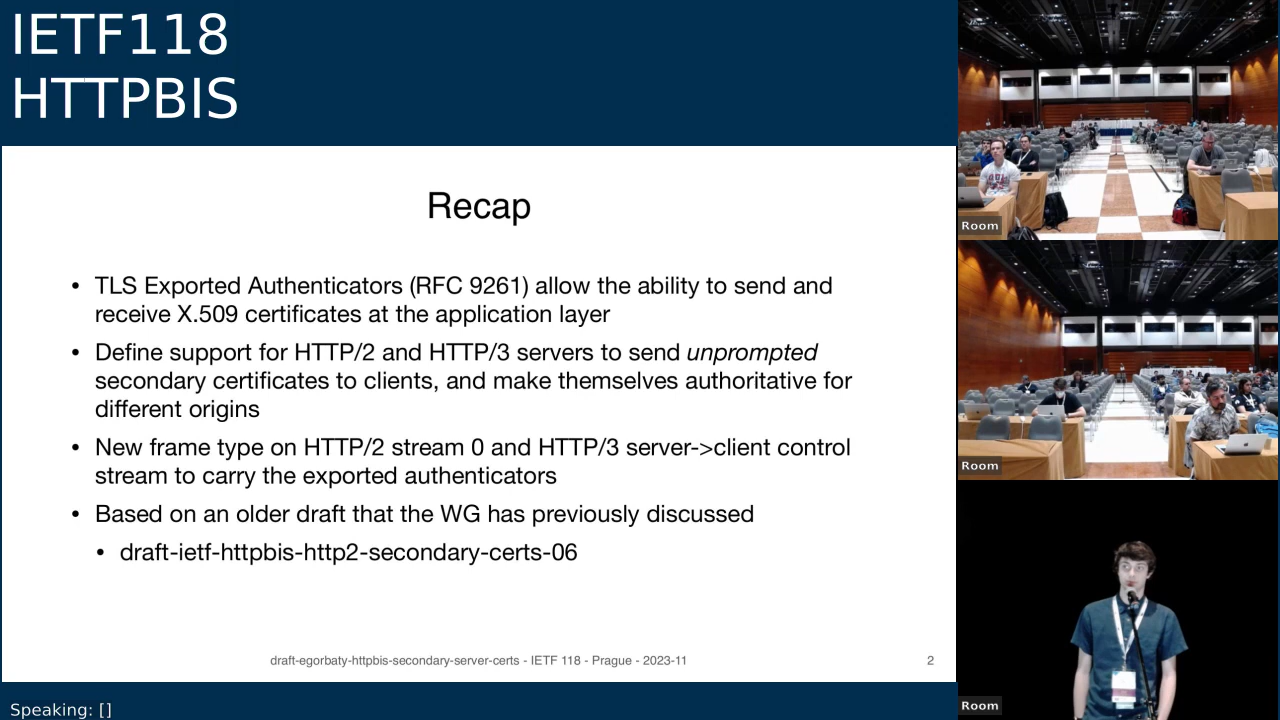 IETF118
HTTPBIS
Recap
• TLS Exported Authenticators (RFC 9261) allow the ability to send and
receive X.509 certificates at the application layer
• Define support for HTTP/2 and HTTP/3 servers to send unprompted
secondary certificates to clients, and make themselves authoritative for
different origins
• New frame type on HTTP/2 stream 0 and HTTP/3 server->client control
stream to carry the exported authenticators
• Based on an older draft that the WG has previously discussed
• draft-ietf-httpbis-http2-secondary-certs-06
draft-egorbaty-httpbis-secondary-server-certs - IETF 118 - Prague - 2023-11
2
Speaking: []
Room
Room
Room